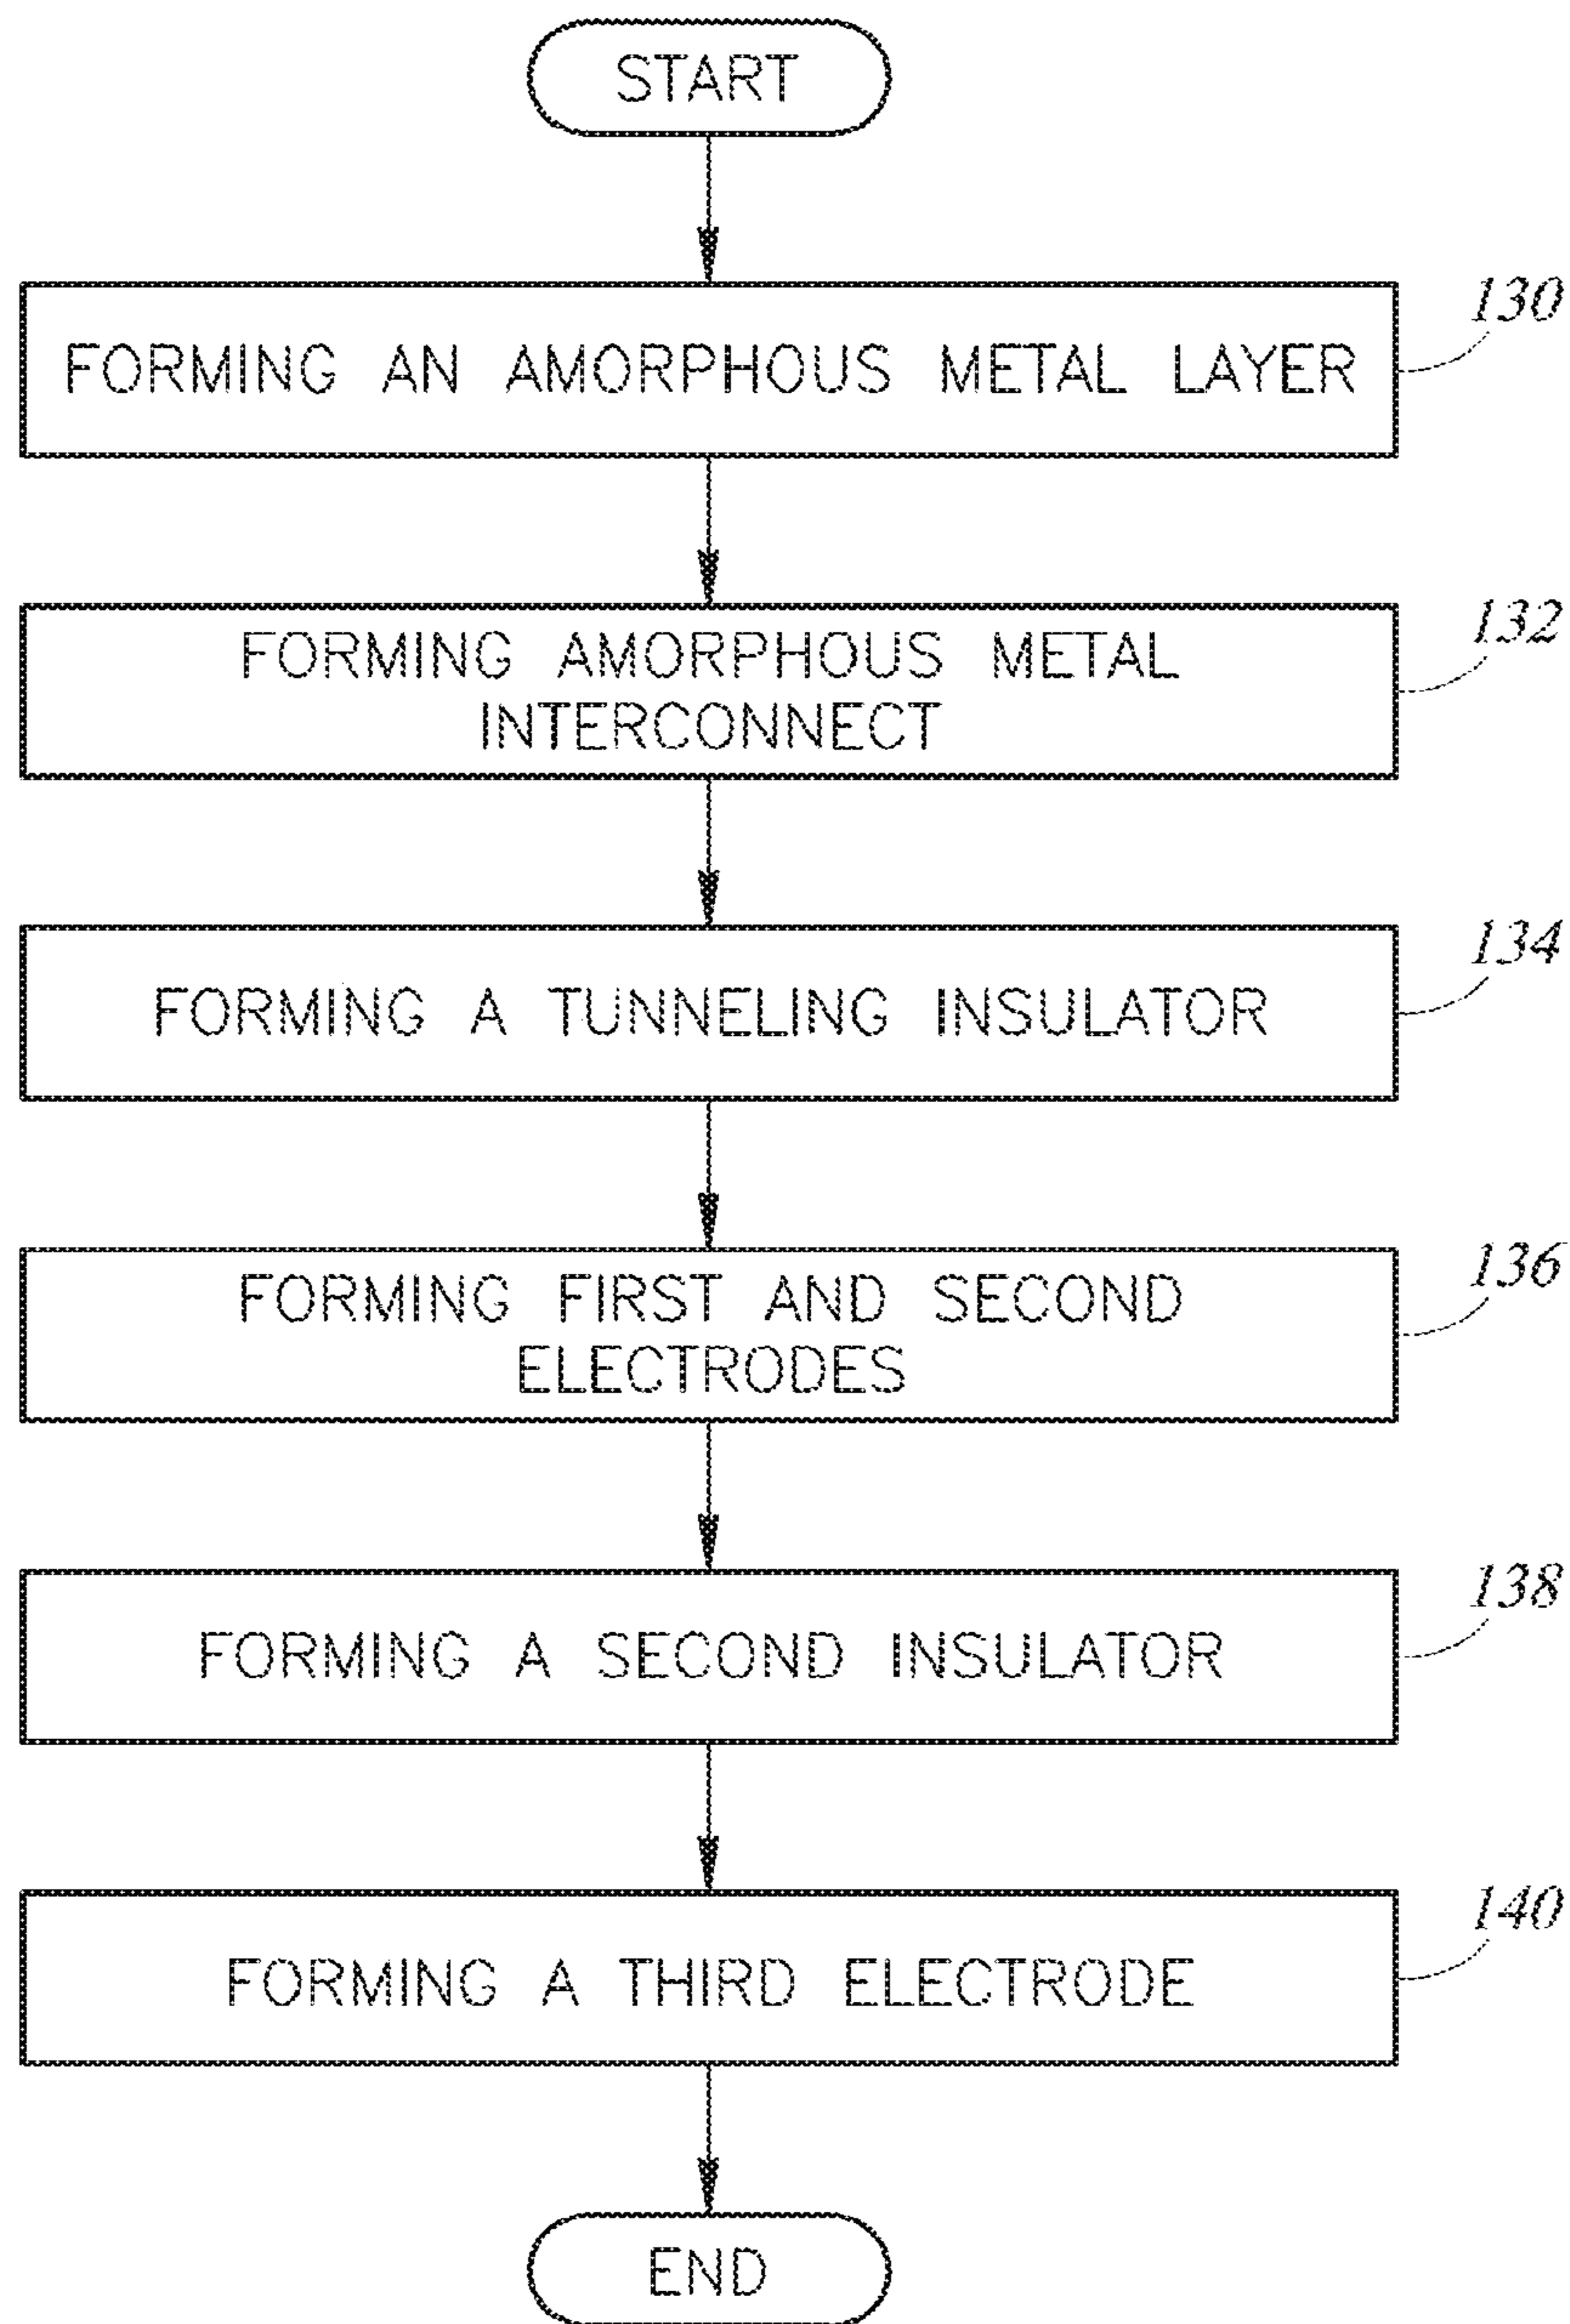 START
130
FORMING AN AMORPHOUS METAL LAYER
132
FORMING AMORPHOUS METAL
INTERCONNECT
134
FORMING A TUNNELING INSULATOR
136
FORMING FIRST AND SECOND
ELECTRODES
138
FORMING A SECOND INSULATOR
140
FORMING A THIRD ELECTRODE
END